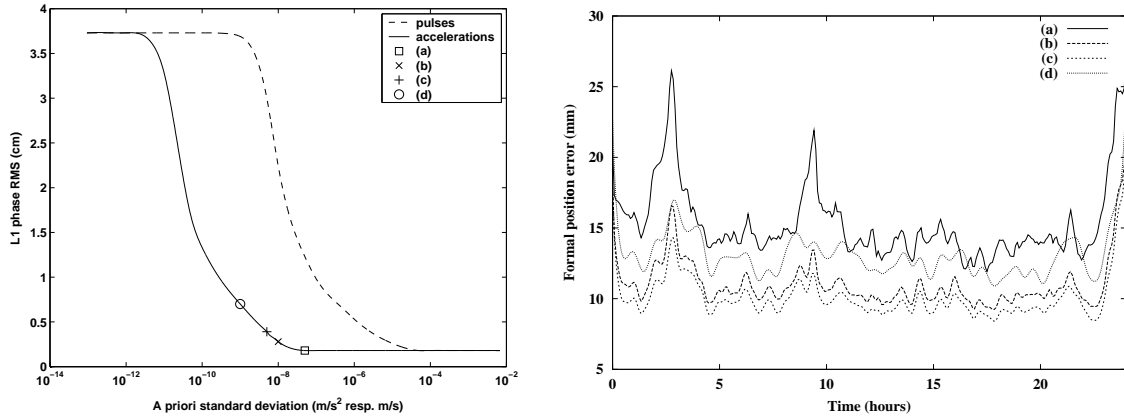 4
3.5
3
2.5
2
1.5
1
0.5
0
L1 phase RMS (cm)
10^−14 10^−12 10^−10 10^−8 10^−6 10^−4 10^−2
A priori standard deviation (m/s^2 resp. m/s)
pulses
accelerations
(a)
(b)
(c)
(d)
30
25
20
15
10
5
Formal position error (mm)
0 5 10 15 20
Time (hours)
(a)
(b)
(c)
(d)